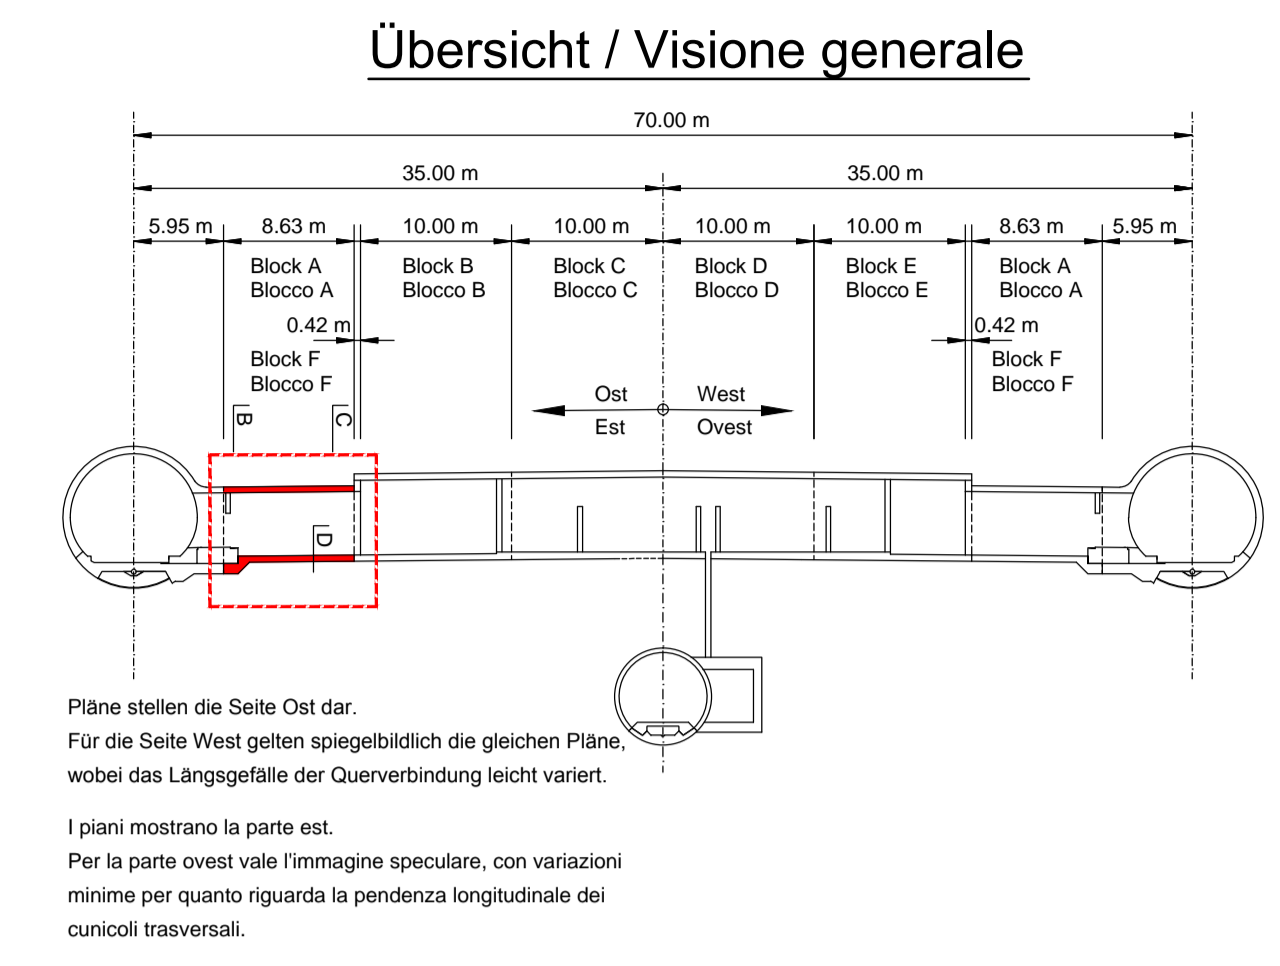 Übersicht / Visione generale
70.00 m
35.00 m 35.00 m
5.95 m 8.63 m 10.00 m 10.00 m 10.00 m 10.00 m 8.63 m 5.95 m
Block A Block B Block C Block D Block E Block A
Blocco A Blocco B Blocco C Blocco D Blocco E Blocco A
0.42 m 0.42 m
Block F Block F
Blocco F Blocco F
Ost West
Est Ovest
B C
D
Pläne stellen die Seite Ost dar.
Für die Seite West gelten spiegelbildlich die gleichen Pläne,
wobei das Längsgefälle der Querverbindung leicht variert.
I piani mostrano la parte est.
Per la parte ovest vale l'immagine speculare, con variazioni
minime per quanto riguarda la pendenza longitudinale dei
cunicoli trasversali.